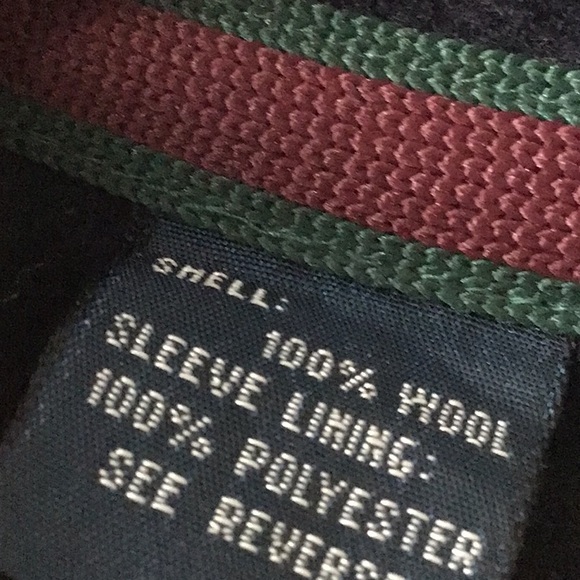 SHELL:
100% WOOL
SLEEVE LINING:
100% POLYESTER
SEE